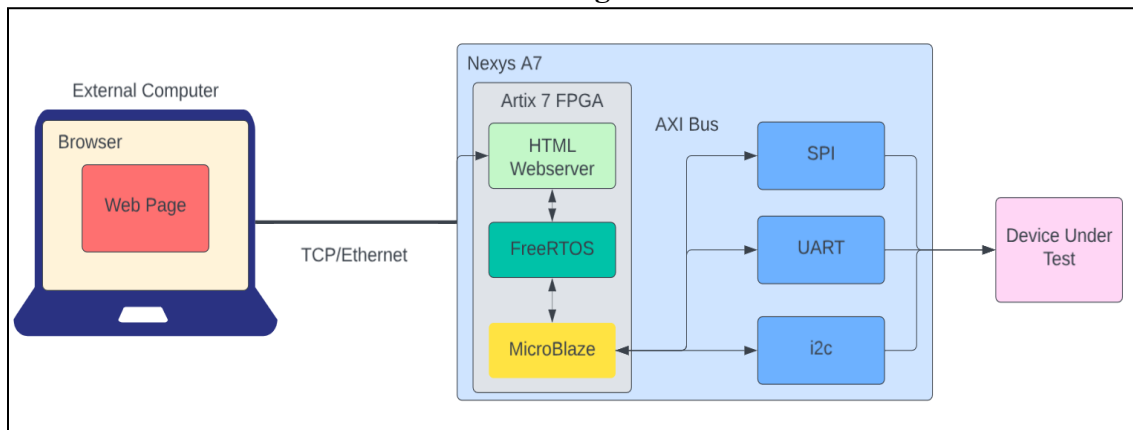 External Computer
Browser
Web Page
TCP/Ethernet
Nexys A7
Artix 7 FPGA
HTML
Webserver
FreeRTOS
MicroBlaze
AXI Bus
SPI
UART
i2c
Device Under
Test